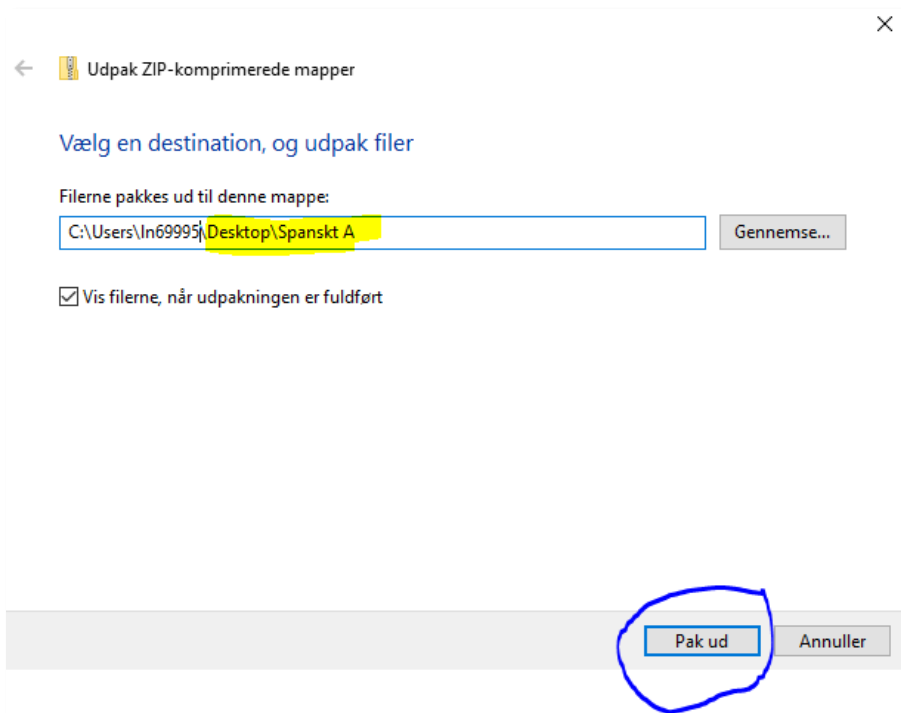 Udpak ZIP-komprimerede mapper
Vælg en destination, og udpak filer
Filerne pakkes ud til denne mappe:
C:\Users\ln69995\Desktop\Spanskt A
Gennemse...
Vis filerne, når udpakningen er fuldført
Pak ud
Annuller